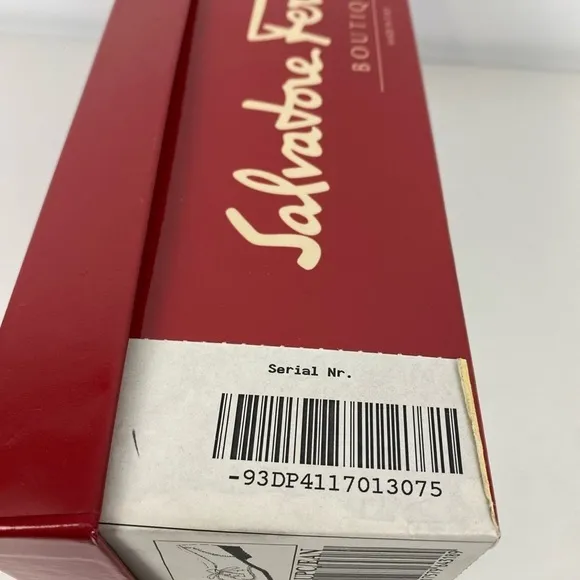 Salvatore Fer
BOUTIQ
Serial Nr.
-93DP4117013075